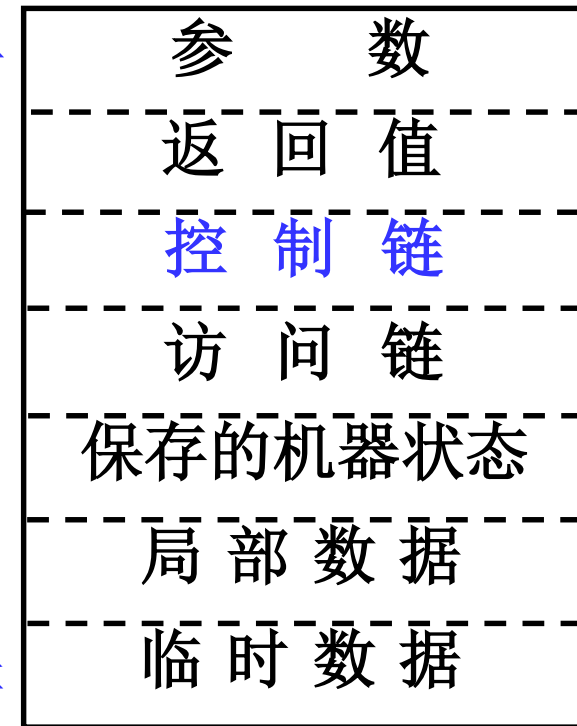 参 数
返 回 值
控 制 链
访 问 链
保存的机器状态
局 部 数 据
临 时 数 据